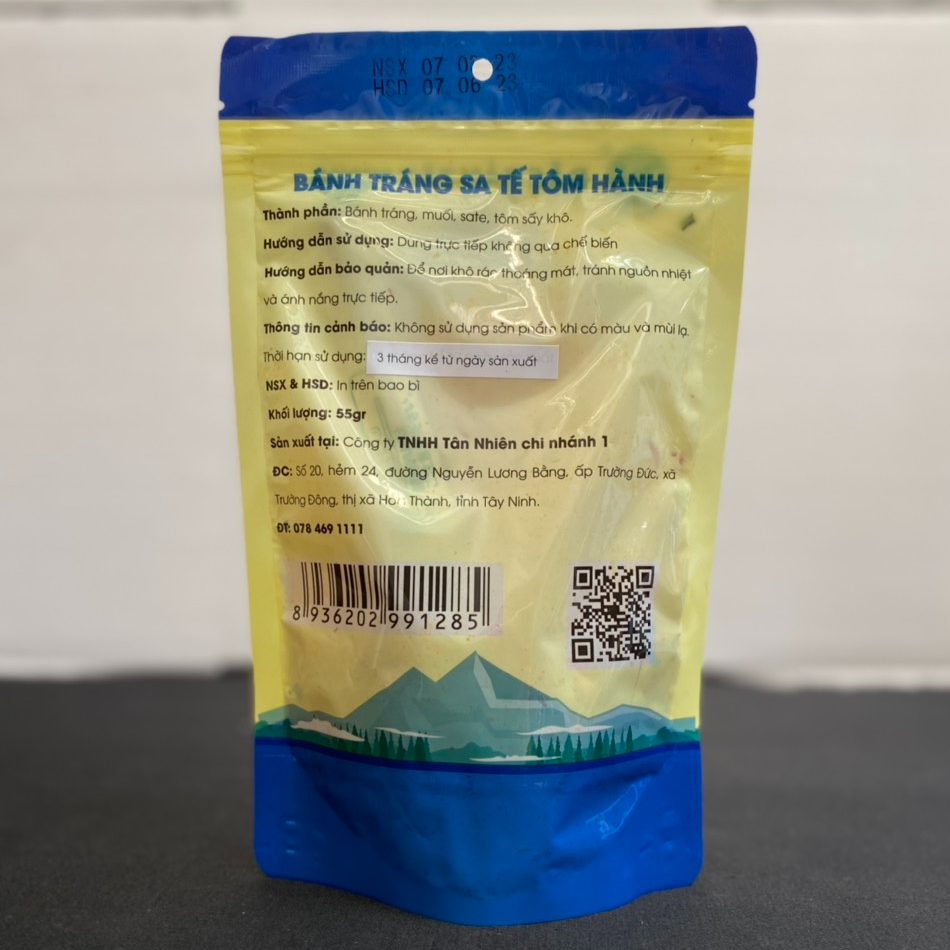 NSX 07 03 23
HSD 07 06 23
BÁNH TRÁNG SA TẾ TÔM HÀNH
Thành phần: Bánh tráng, muối, sate, tôm sấy khô.
Hướng dẫn sử dụng: Dùng trực tiếp không qua chế biến
Hướng dẫn bảo quản: Để nơi khô ráo thoáng mát, tránh nguồn nhiệt
và ánh nắng trực tiếp.
Thông tin cảnh báo: Không sử dụng sản phẩm khi có màu và mùi lạ.
Thời hạn sử dụng: 3 tháng kể từ ngày sản xuất
NSX & HSD: In trên bao bì
Khối lượng: 55gr
Sản xuất tại: Công ty TNHH Tân Nhiên chi nhánh 1
ĐC: Số 20, hẻm 24, đường Nguyễn Lương Bằng, ấp Trường Đức, xã
Trường Đông, thị xã Hòa Thành, tỉnh Tây Ninh.
ĐT: 078 469 1111
8 936202 991285